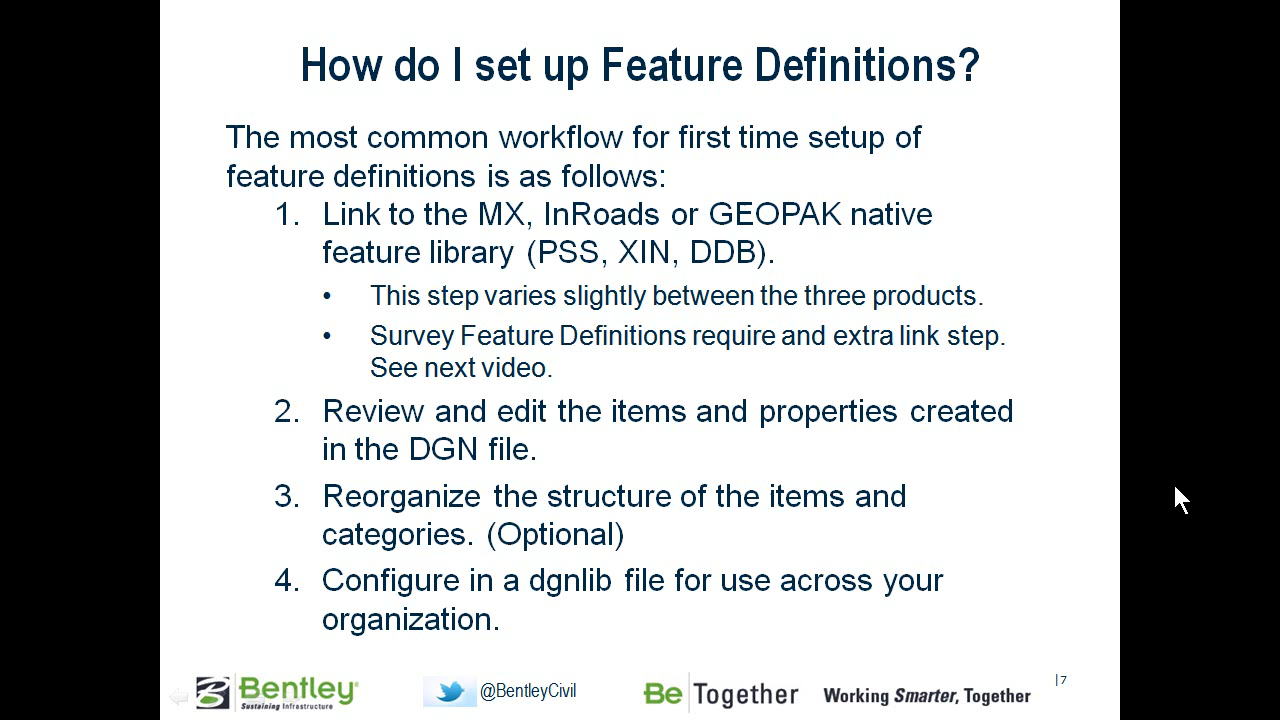 How do I set up Feature Definitions?
The most common workflow for first time setup of
feature definitions is as follows:
1. Link to the MX, InRoads or GEOPAK native
feature library (PSS, XIN, DDB).
• This step varies slightly between the three products.
• Survey Feature Definitions require and extra link step.
See next video.
2. Review and edit the items and properties created
in the DGN file.
3. Reorganize the structure of the items and
categories. (Optional)
4. Configure in a dgnlib file for use across your
organization.
Bentley®
Sustaining Infrastructure
@BentleyCivil
Be Together
Working Smarter, Together
|7